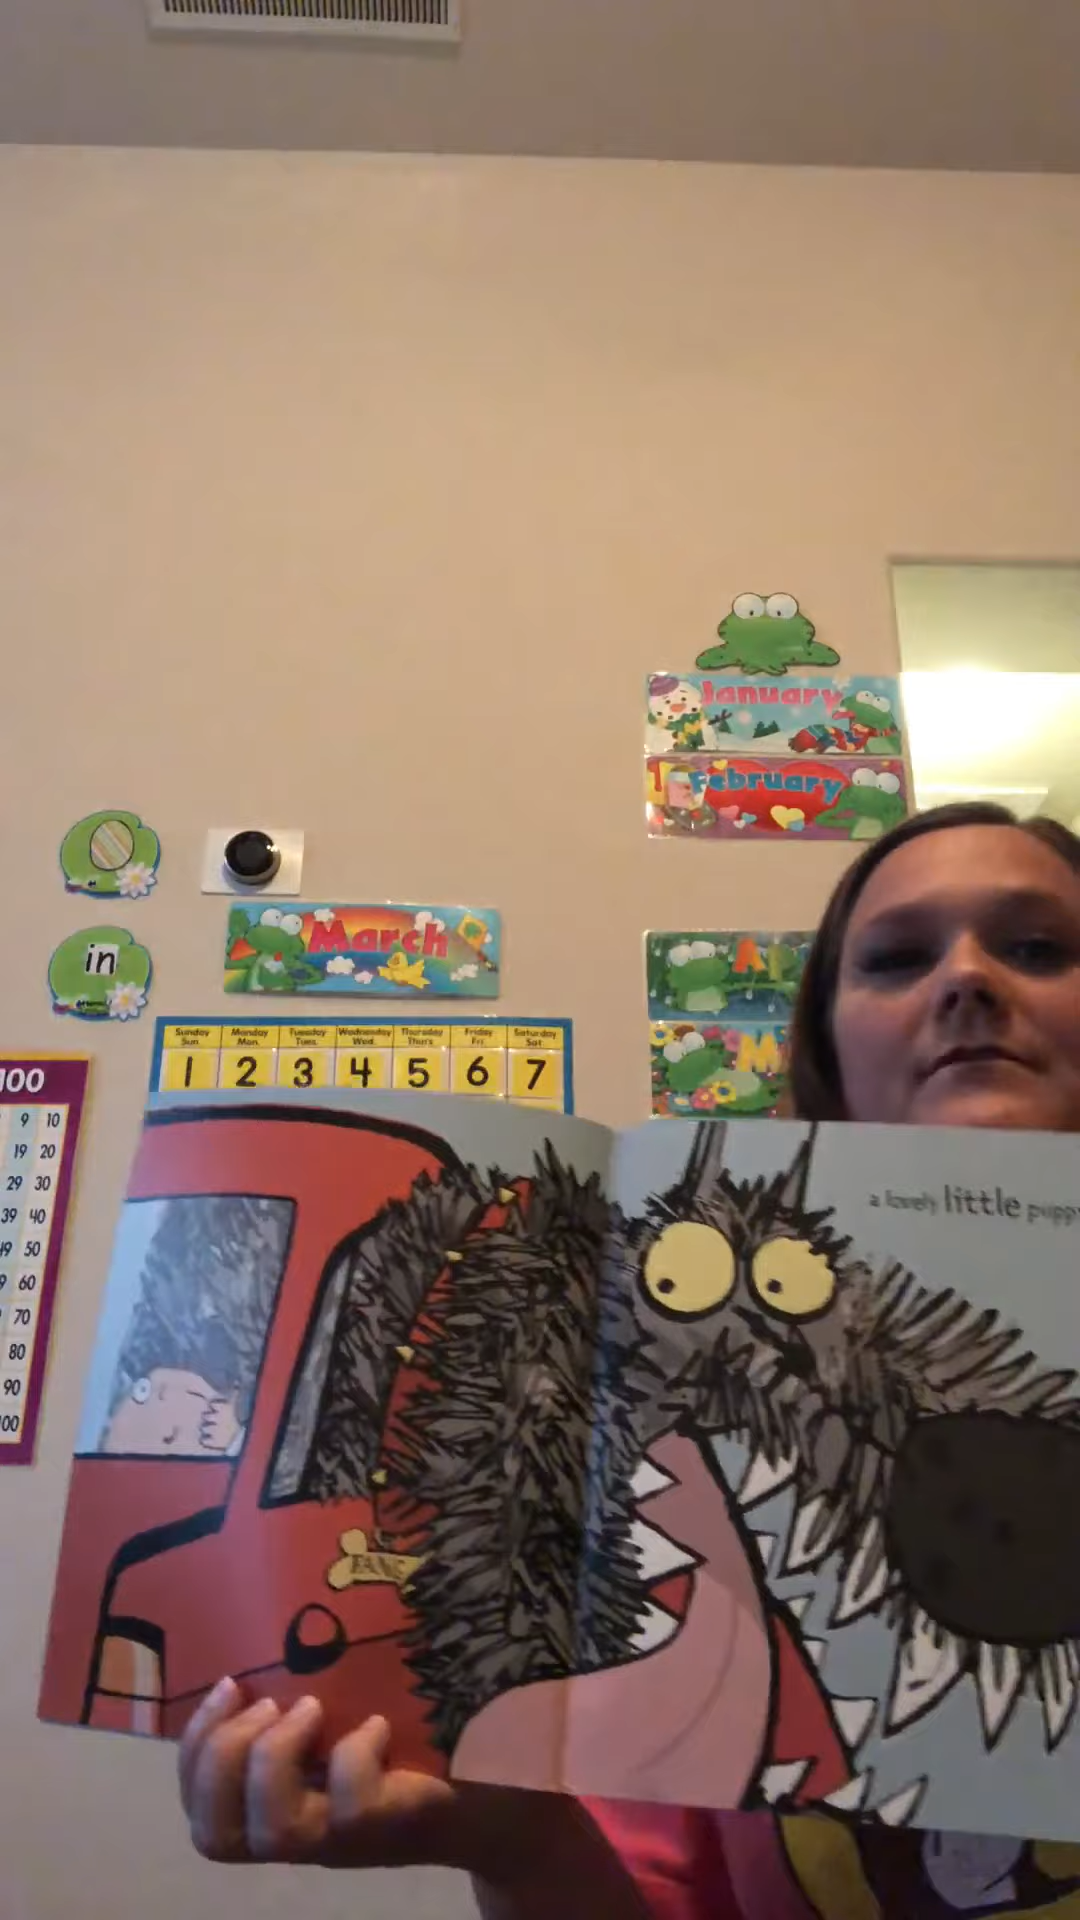 January
February
in
March
Sunday Monday Tuesday Wednesday Thursday Friday Saturday
Sun. Mon. Tues. Wed. Thurs. Fri. Sat.
1 2 3 4 5 6 7
100
9 10
19 20
29 30
39 40
49 50
9 60
70
80
90
100
a lovely little puppy
FANG